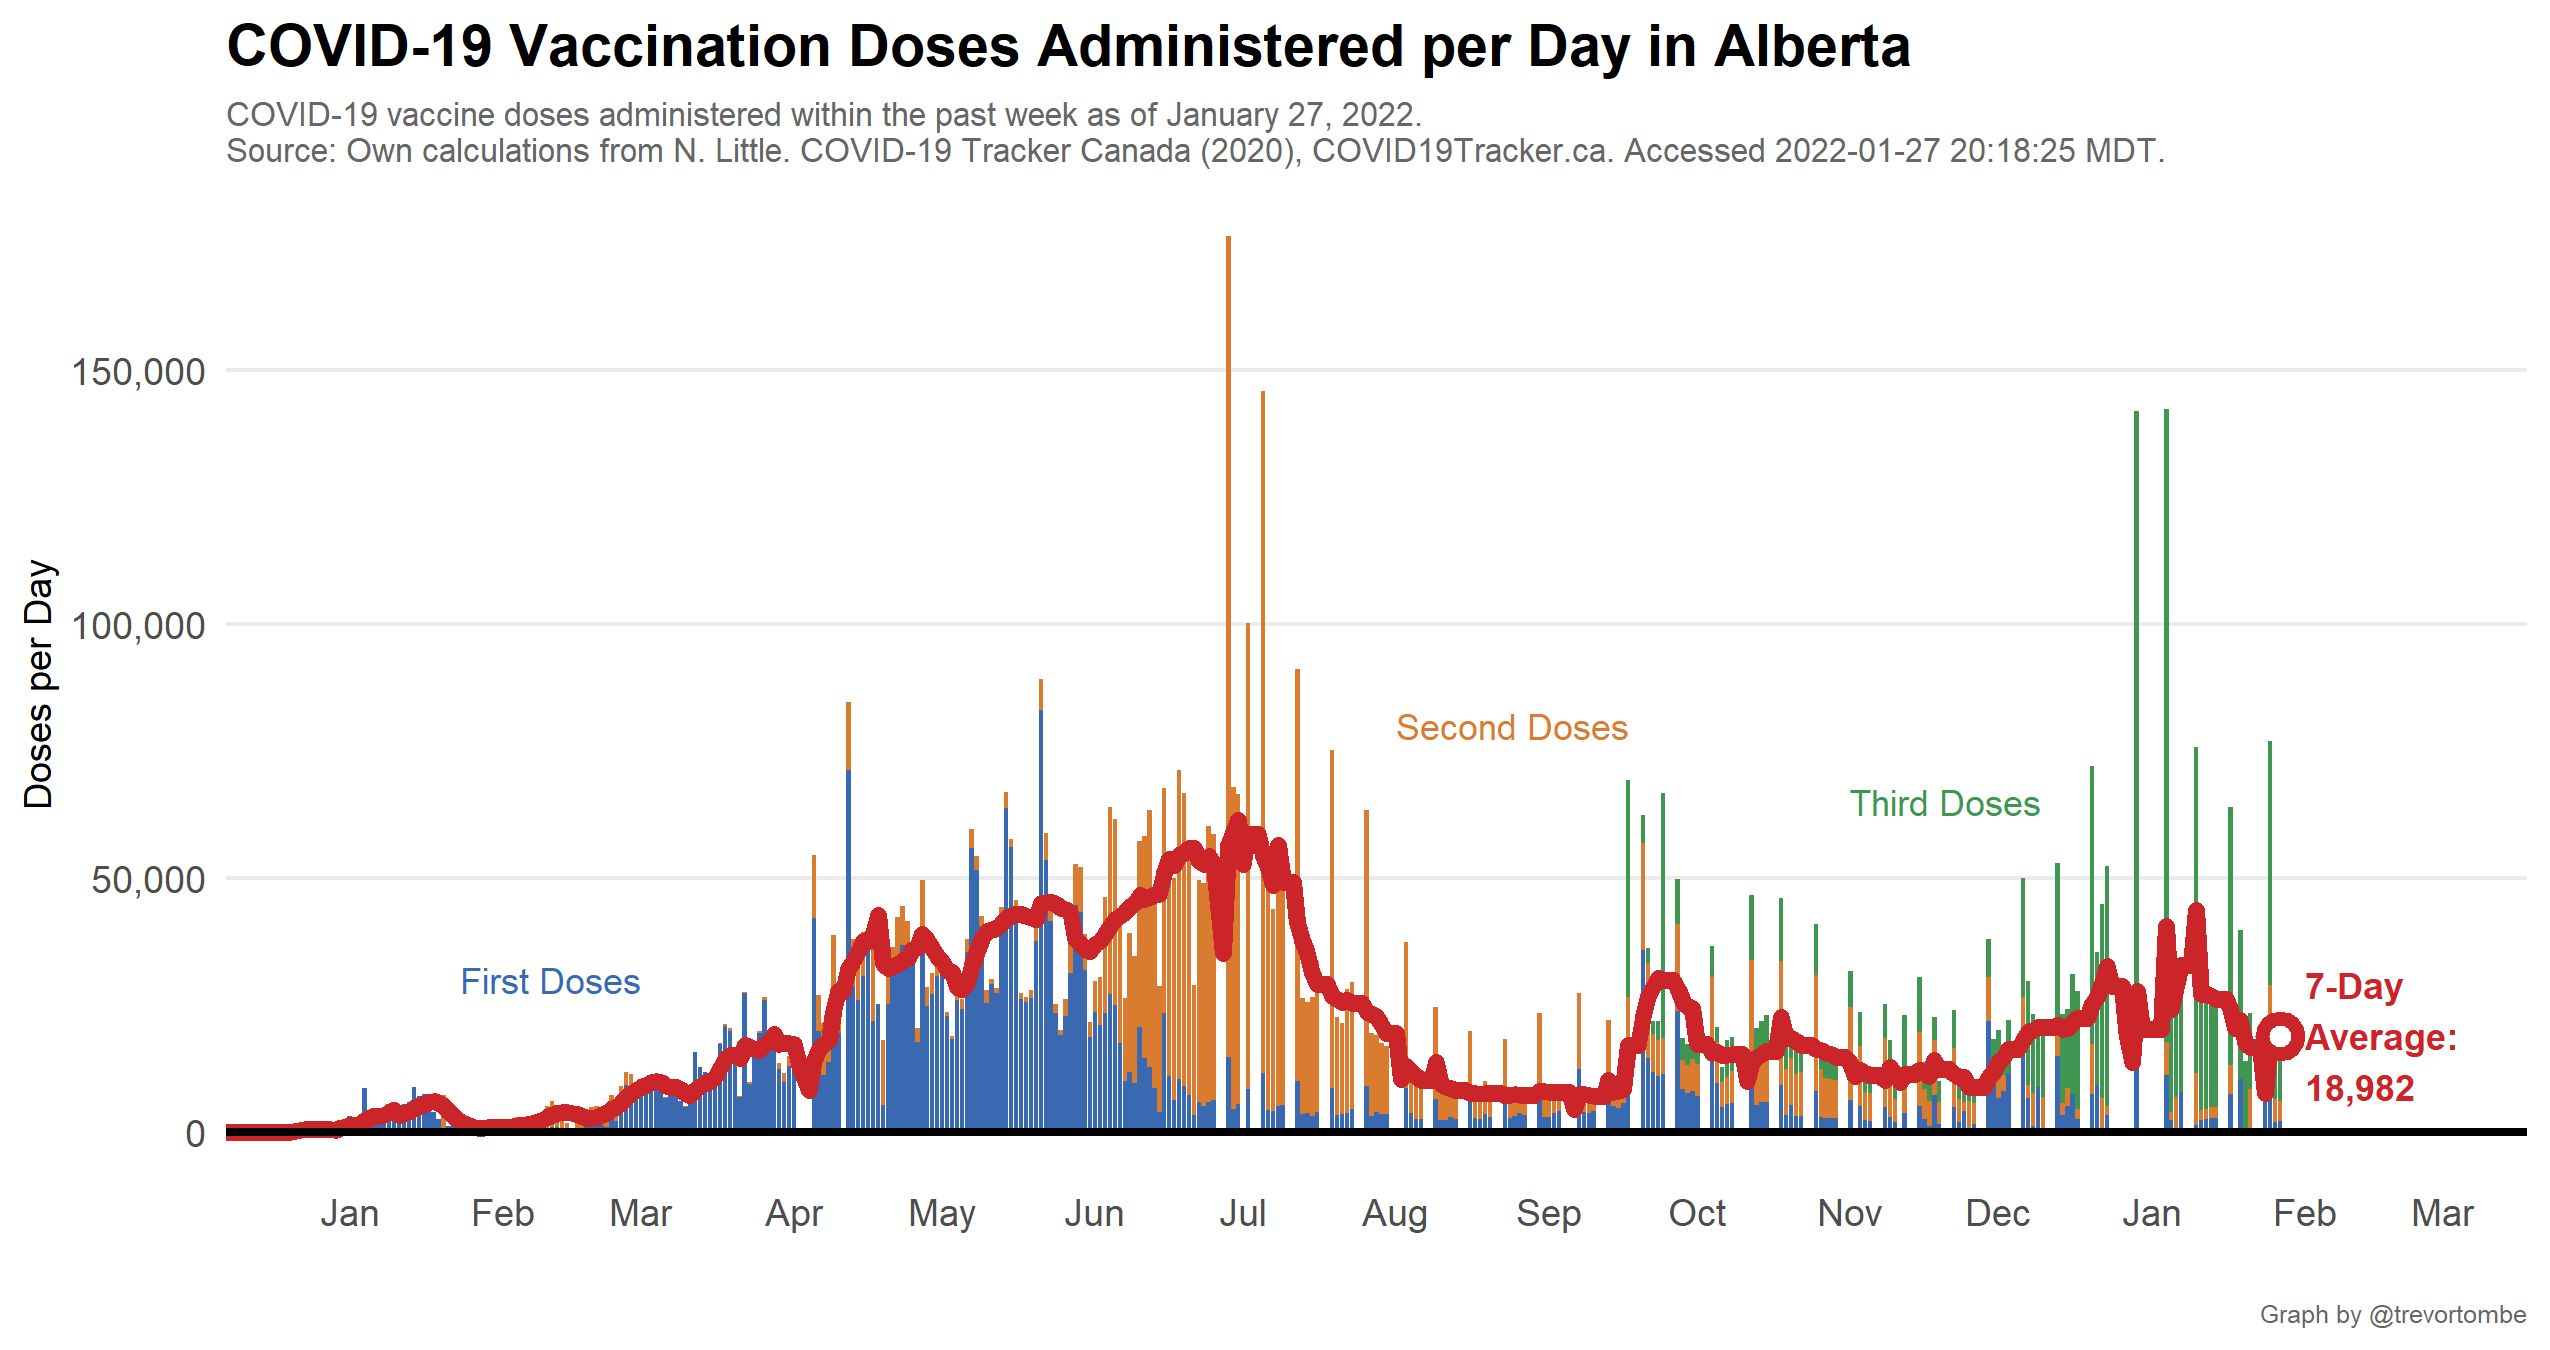 COVID-19 Vaccination Doses Administered per Day in Alberta
COVID-19 vaccine doses administered within the past week as of January 27, 2022.
Source: Own calculations from N. Little. COVID-19 Tracker Canada (2020), COVID19Tracker.ca. Accessed 2022-01-27 20:18:25 MDT.
Doses per Day
150,000
100,000
50,000
0
First Doses
Second Doses
Third Doses
7-Day
Average:
18,982
Jan Feb Mar Apr May Jun Jul Aug Sep Oct Nov Dec Jan Feb Mar
Graph by @trevortombe